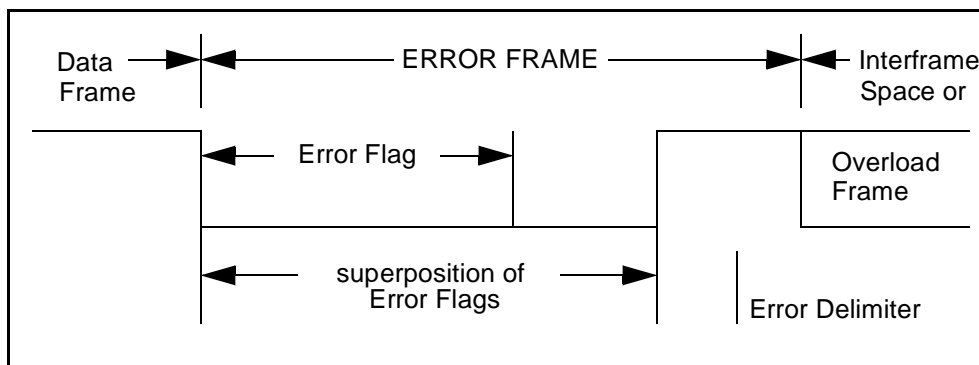 Data
Frame
ERROR FRAME
Interframe
Space or
Error Flag
Overload
Frame
superposition of
Error Flags
Error Delimiter